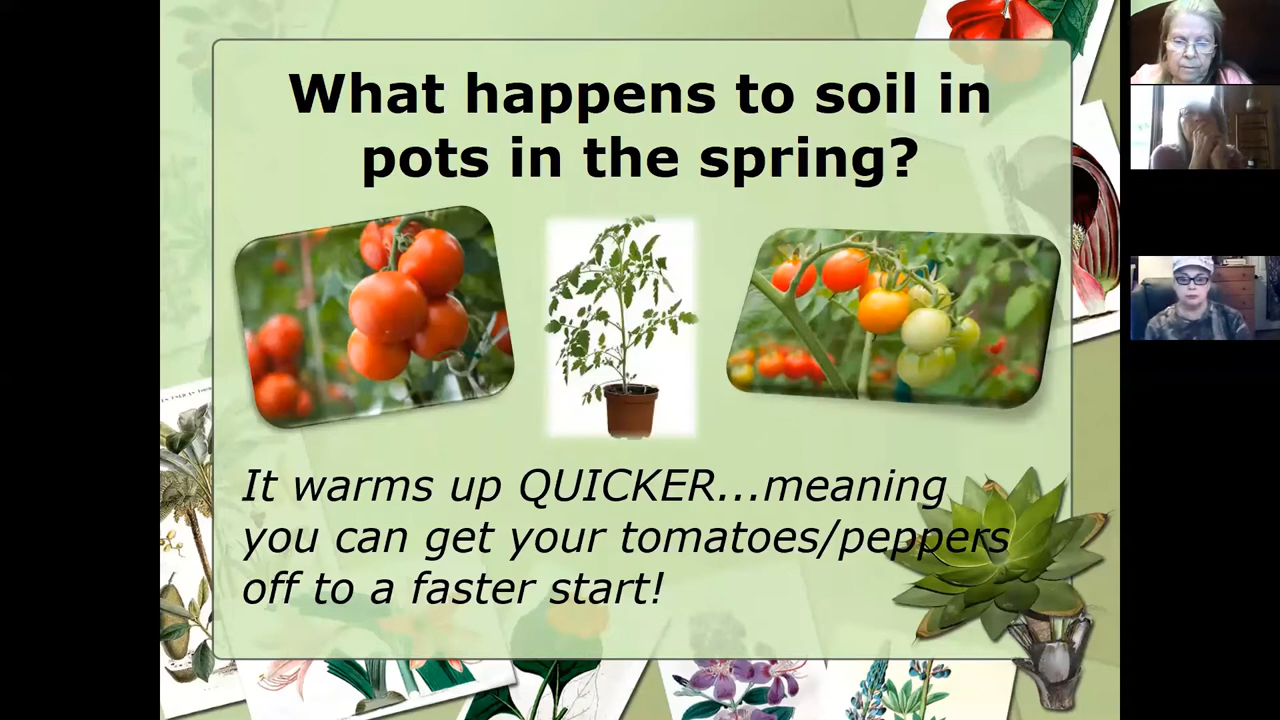 What happens to soil in
pots in the spring?
It warms up QUICKER...meaning
you can get your tomatoes/peppers
off to a faster start!